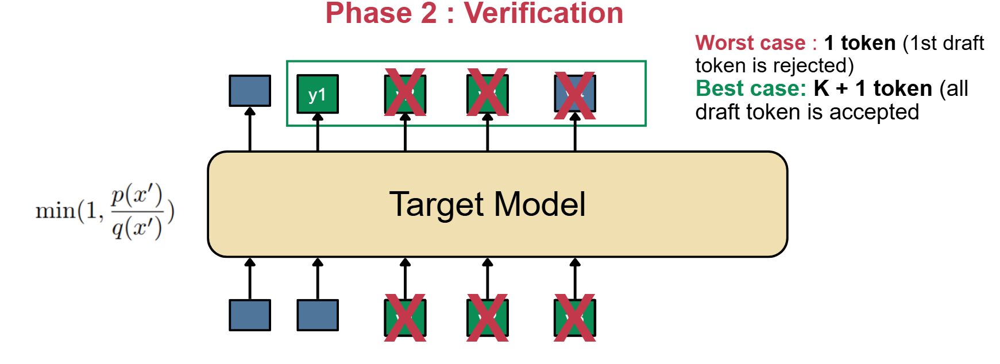 Phase 2 : Verification
Worst case : 1 token (1st draft
token is rejected)
Best case: K + 1 token (all
draft token is accepted
y1
min(1, p(x′)/q(x′))
Target Model